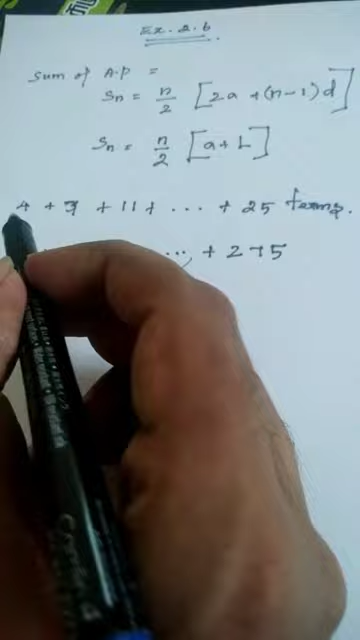 Ex. 2.6
Sum of A.P =
Sn = n/2 [2a + (n-1)d]
Sn = n/2 [a+L]
4 + 7 + 11 + ... + 25 terms.
... + 275